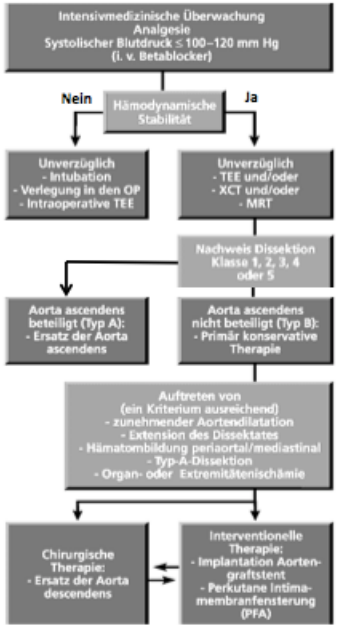 Intensivmedizinische Überwachung
Analgesie
Systolischer Blutdruck ≤ 100–120 mm Hg
(i. v. Betablocker)
Nein
Ja
Hämodynamische
Stabilität
Unverzüglich
- Intubation
- Verlegung in den OP
- Intraoperative TEE
Unverzüglich
- TEE und/oder
- XCT und/oder
- MRT
Nachweis Dissektion
Klasse 1, 2, 3, 4
oder 5
Aorta ascendens
beteiligt (Typ A):
- Ersatz der Aorta
ascendens
Aorta ascendens
nicht beteiligt (Typ B):
- Primär konservative
Therapie
Auftreten von
(ein Kriterium ausreichend)
- zunehmender Aortendilatation
- Extension des Dissektates
- Hämatombildung periaortal/mediastinal
- Typ-A-Dissektion
- Organ- oder Extremitätenischämie
Chirurgische
Therapie:
- Ersatz der Aorta
descendens
Interventionelle
Therapie:
- Implantation Aorten-
graftstent
- Perkutane Intima-
membranfensterung
(PFA)